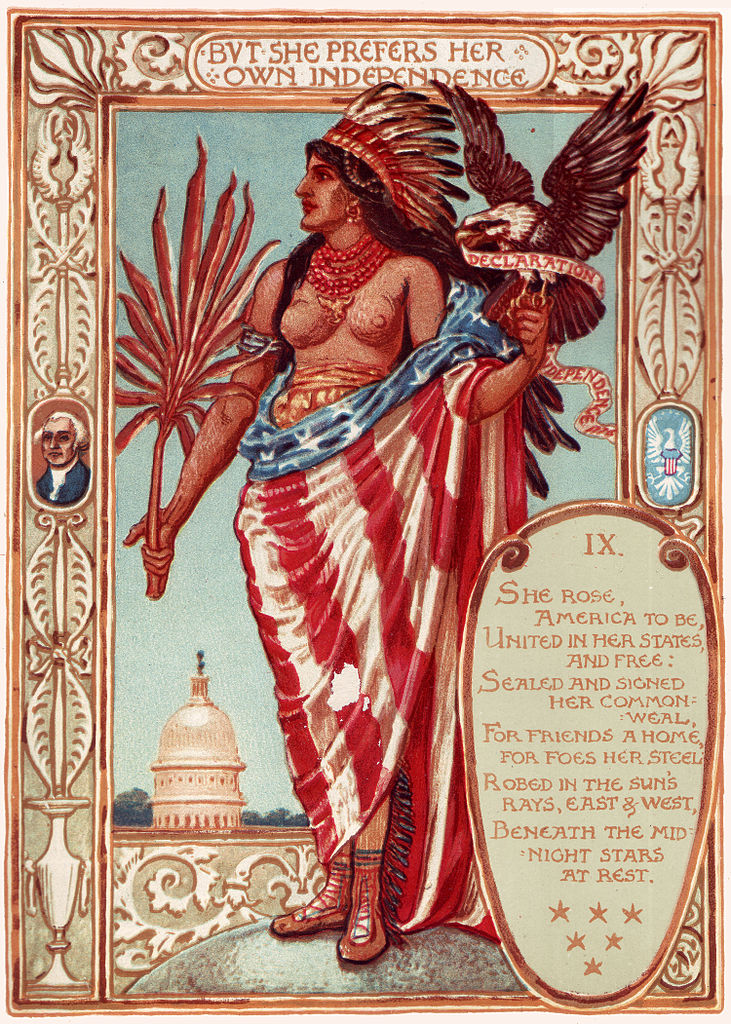 BVT SHE PREFERS HER
OWN INDEPENDENCE
DECLARATION
INDEPENDENCE
IX.
SHE ROSE,
AMERICA TO BE,
UNITED IN HER STATES,
AND FREE:
SEALED AND SIGNED
HER COMMON=
=WEAL,
FOR FRIENDS A HOME,
FOR FOES HER STEEL
ROBED IN THE SUN'S
RAYS, EAST & WEST,
BENEATH THE MID=
=NIGHT STARS
AT REST.